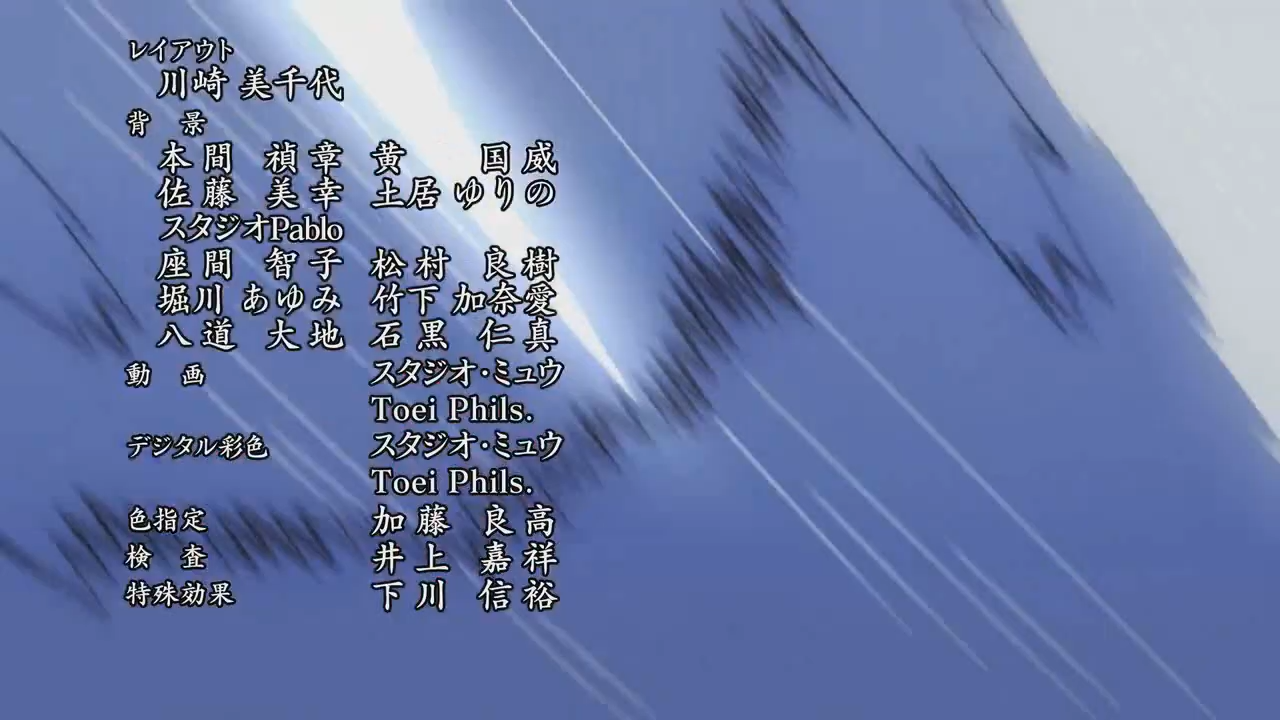 レイアウト
川崎 美千代
背 景
本間 禎章 黄 国威
佐藤 美幸 土居 ゆりの
スタジオPablo
座間 智子 松村 良樹
堀川 あゆみ 竹下 加奈愛
八道 大地 石黒 仁真
動 画 スタジオ・ミュウ
Toei Phils.
デジタル彩色 スタジオ・ミュウ
Toei Phils.
色指定 加藤 良高
検 査 井上 嘉祥
特殊効果 下川 信裕